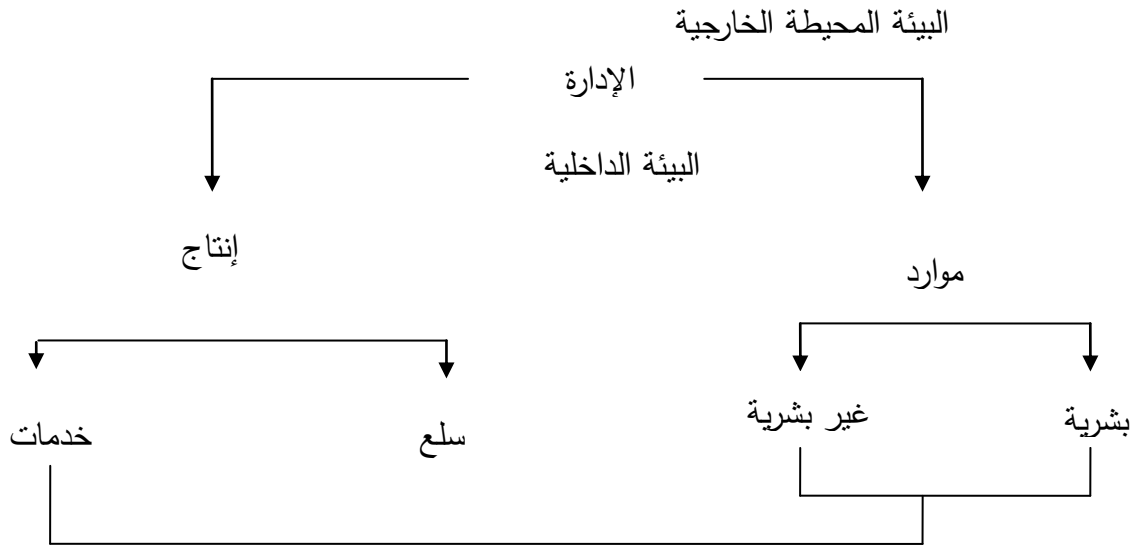 البيئة المحيطة الخارجية
الإدارة
البيئة الداخلية
إنتاج
موارد
بشرية
غير بشرية
سلع
خدمات